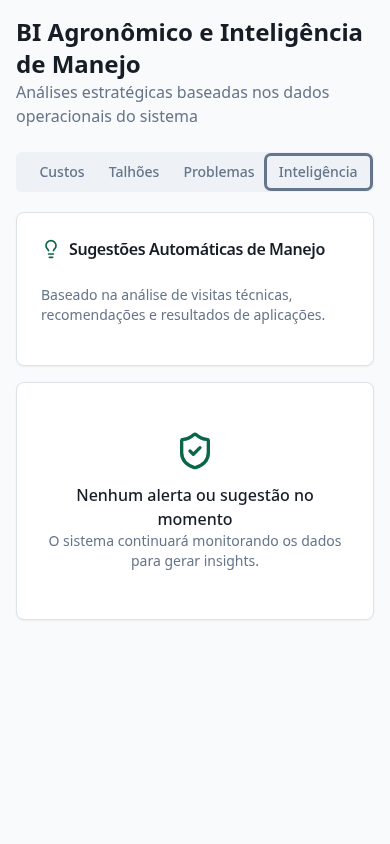 BI Agronômico e Inteligência
de Manejo
Análises estratégicas baseadas nos dados
operacionais do sistema
Custos
Talhões
Problemas
Inteligência
Sugestões Automáticas de Manejo
Baseado na análise de visitas técnicas,
recomendações e resultados de aplicações.
Nenhum alerta ou sugestão no
momento
O sistema continuará monitorando os dados
para gerar insights.